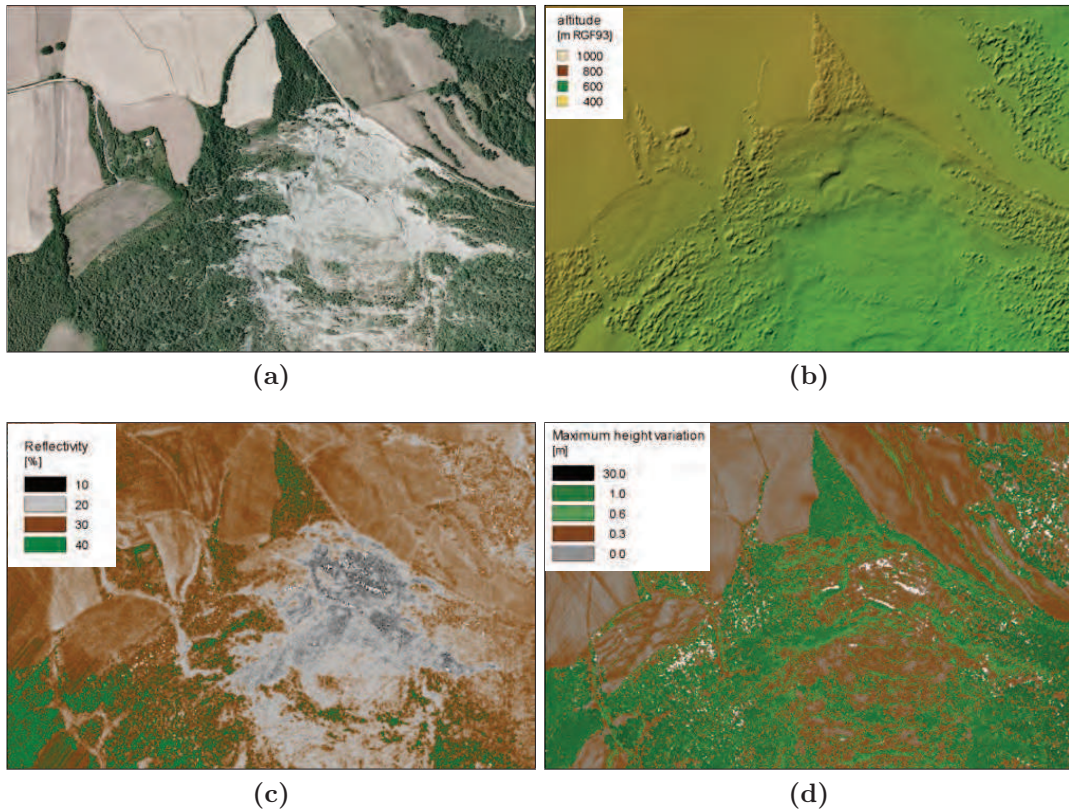 altitude
[m RGF93]
1000
800
600
400
(a)
(b)
Reflectivity
[%]
10
20
30
40
Maximum height variation
[m]
30.0
1.0
0.6
0.3
0.0
(c)
(d)